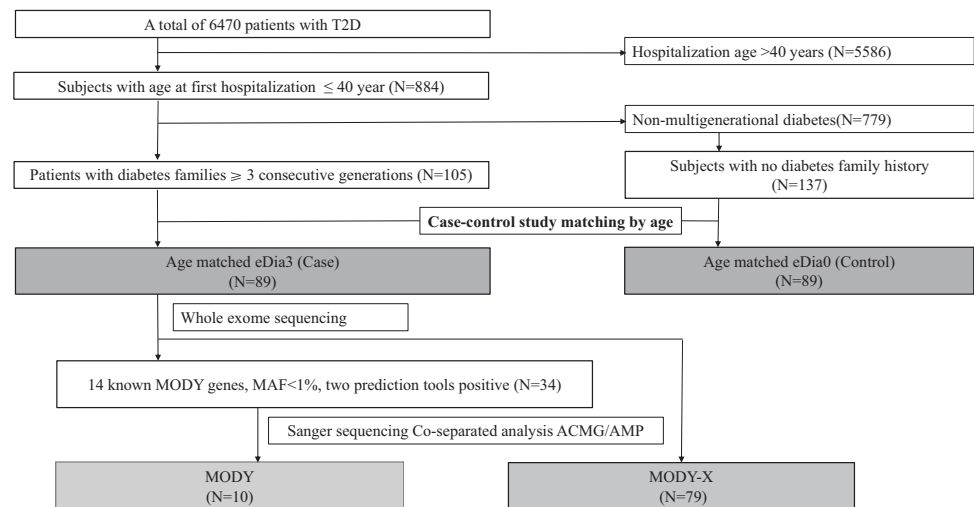 A total of 6470 patients with T2D
Hospitalization age >40 years (N=5586)
Subjects with age at first hospitalization ≤ 40 year (N=884)
Non-multigenerational diabetes(N=779)
Patients with diabetes families ⩾ 3 consecutive generations (N=105)
Subjects with no diabetes family history
(N=137)
Case-control study matching by age
Age matched eDia3 (Case)
(N=89)
Age matched eDia0 (Control)
(N=89)
Whole exome sequencing
14 known MODY genes, MAF<1%, two prediction tools positive (N=34)
Sanger sequencing Co-separated analysis ACMG/AMP
MODY
(N=10)
MODY-X
(N=79)